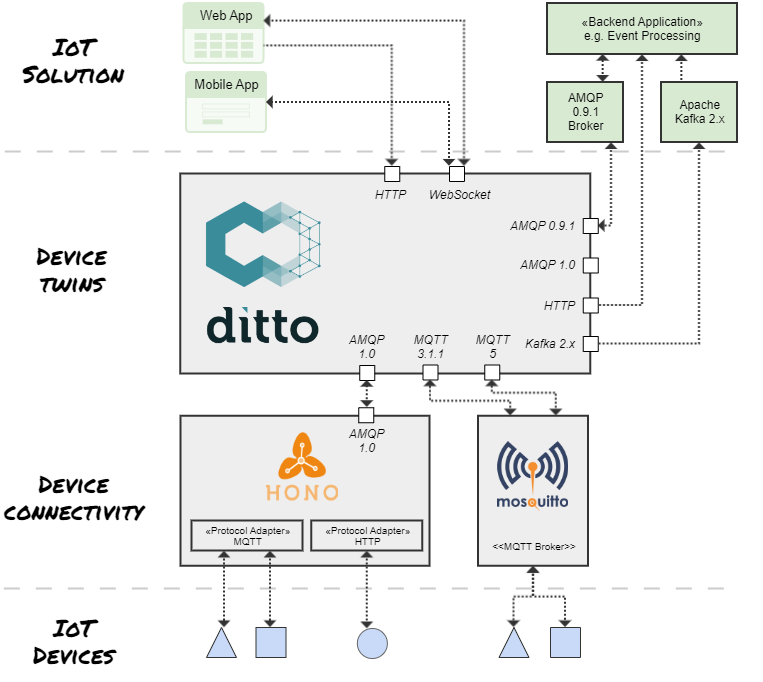 IoT
Solution
Web App
Mobile App
«Backend Application»
e.g. Event Processing
AMQP
0.9.1
Broker
Apache
Kafka 2.x
Device
twins
HTTP
WebSocket
ditto
AMQP 0.9.1
AMQP 1.0
HTTP
Kafka 2.x
AMQP
1.0
MQTT
3.1.1
MQTT
5
Device
connectivity
AMQP
1.0
HONO
«Protocol Adapter»
MQTT
«Protocol Adapter»
HTTP
mosquitto
<<MQTT Broker>>
IoT
Devices